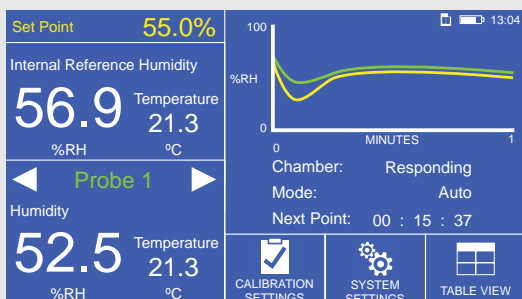 Set Point 55.0%
Internal Reference Humidity
56.9
Temperature
21.3
%RH ºC
Probe 1
Humidity
52.5
Temperature
21.3
%RH ºC
13:04
100
%RH
0
0
MINUTES
1
Chamber: Responding
Mode: Auto
Next Point: 00 : 15 : 37
CALIBRATION
SETTINGS
SYSTEM
SETTINGS
TABLE VIEW